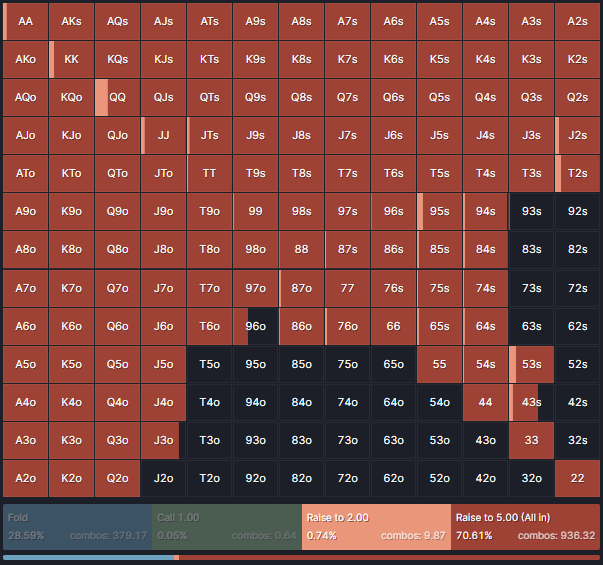 AA AKs AQs AJs ATs A9s A8s A7s A6s A5s A4s A3s A2s
AKo KK KQs KJs KTs K9s K8s K7s K6s K5s K4s K3s K2s
AQo KQo QQ QJs QTs Q9s Q8s Q7s Q6s Q5s Q4s Q3s Q2s
AJo KJo QJo JJ JTs J9s J8s J7s J6s J5s J4s J3s J2s
ATo KTo QTo JTo TT T9s T8s T7s T6s T5s T4s T3s T2s
A9o K9o Q9o J9o T9o 99 98s 97s 96s 95s 94s 93s 92s
A8o K8o Q8o J8o T8o 98o 88 87s 86s 85s 84s 83s 82s
A7o K7o Q7o J7o T7o 97o 87o 77 76s 75s 74s 73s 72s
A6o K6o Q6o J6o T6o 96o 86o 76o 66 65s 64s 63s 62s
A5o K5o Q5o J5o T5o 95o 85o 75o 65o 55 54s 53s 52s
A4o K4o Q4o J4o T4o 94o 84o 74o 64o 54o 44 43s 42s
A3o K3o Q3o J3o T3o 93o 83o 73o 63o 53o 43o 33 32s
A2o K2o Q2o J2o T2o 92o 82o 72o 62o 52o 42o 32o 22
Fold Call 1.00 Raise to 2.00 Raise to 5.00 (All in)
28.59% combos: 379.17 0.05% combos: 0.64 0.74% combos: 9.87 70.61% combos: 936.32